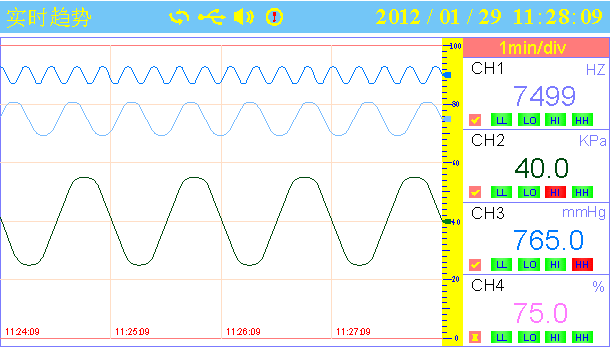 实时趋势 2012/01/29 11:28:09
100
80
60
40
20
0
11:24:09 11:25:09 11:26:09 11:27:09
1min/div
CH1 HZ
7499
LL LO HI HH
CH2 KPa
40.0
LL LO HI HH
CH3 mmHg
765.0
LL LO HI HH
CH4 %
75.0
LL LO HI HH